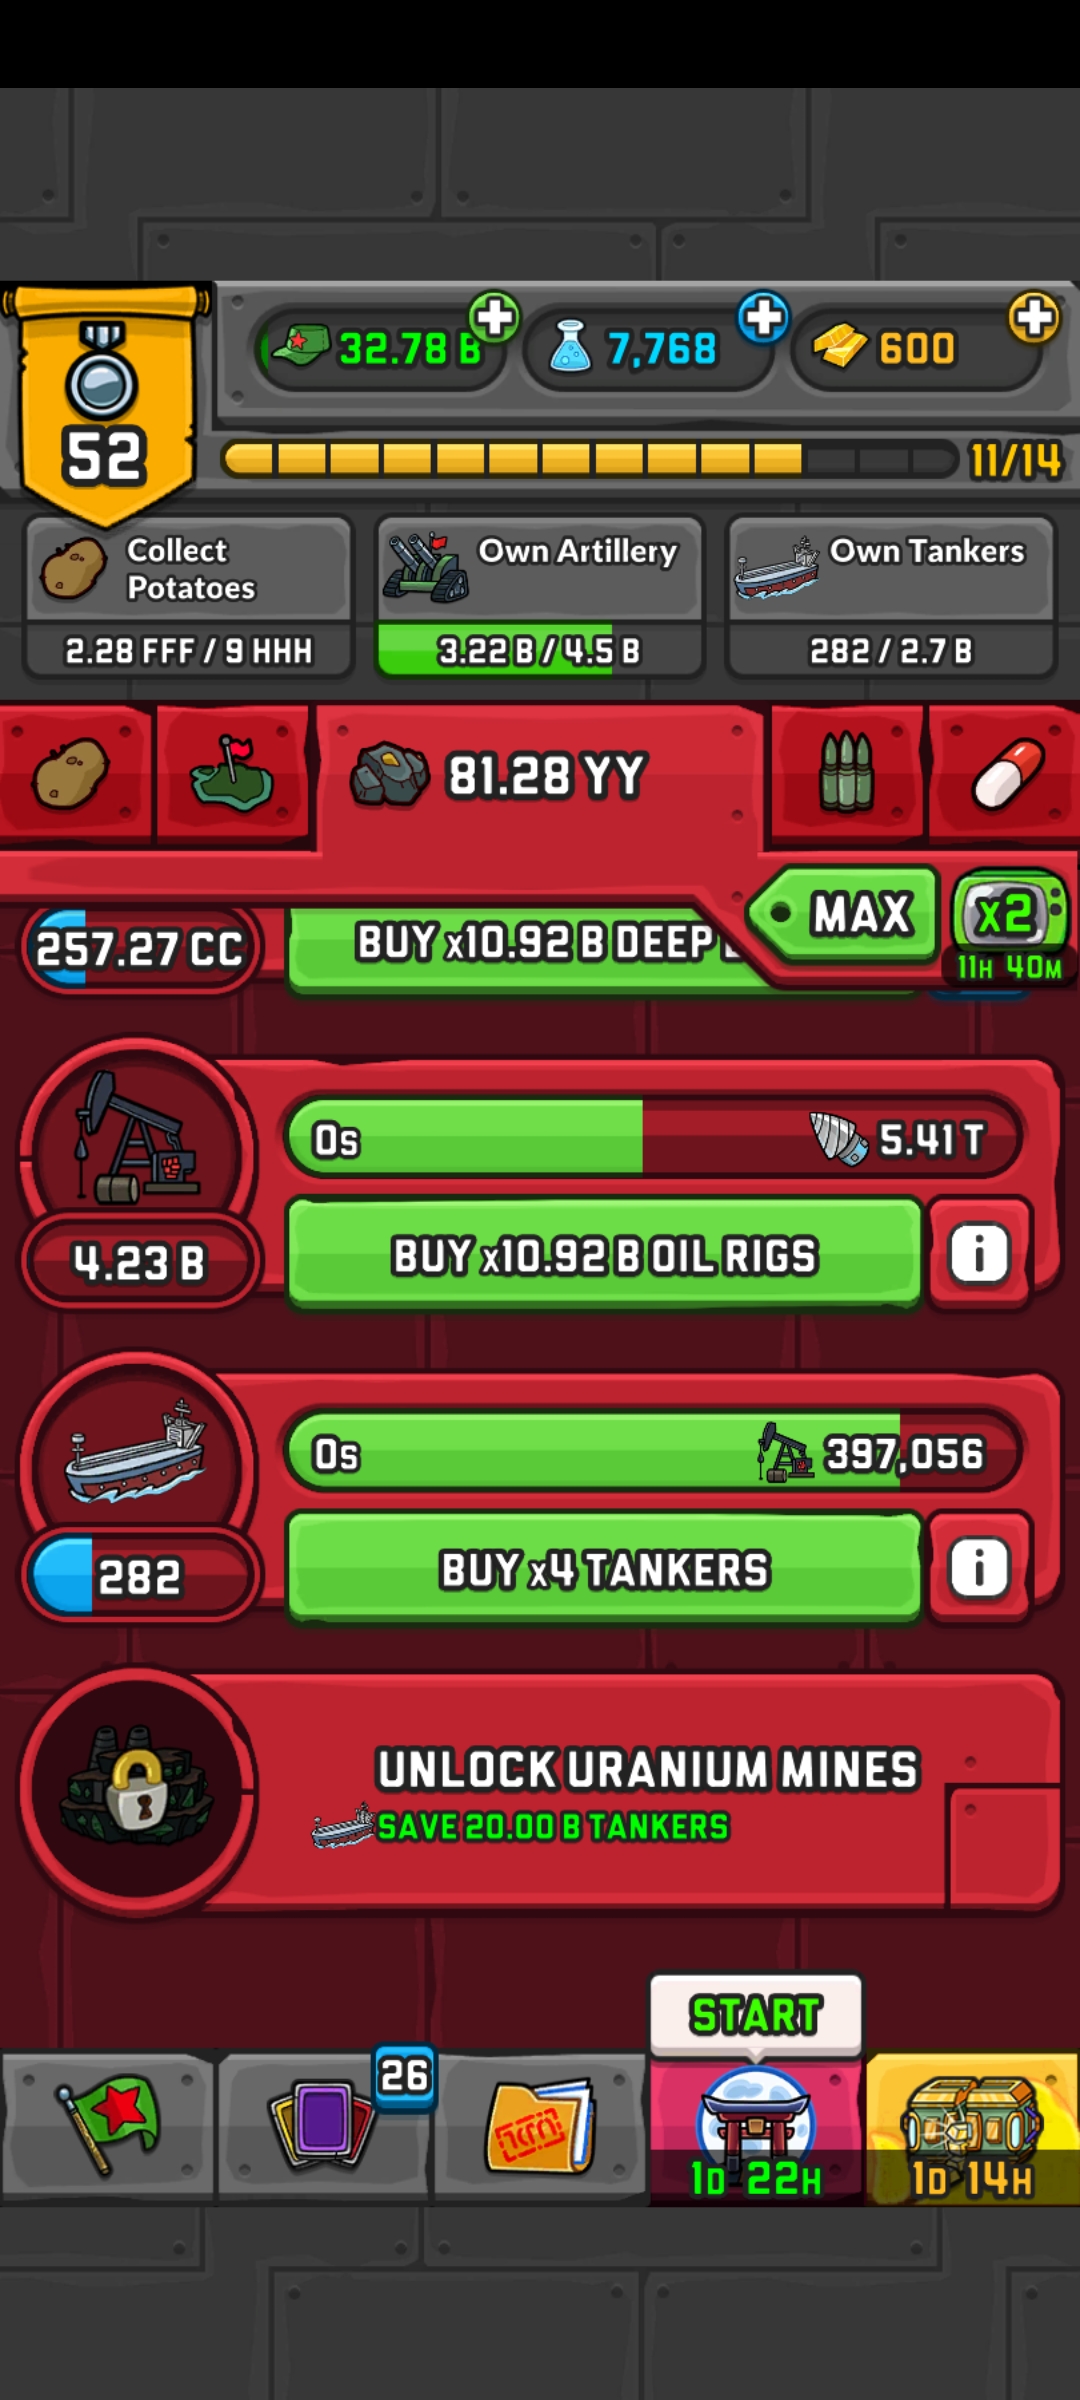 32.78 B
7,768
600
52
11/14
Collect
Potatoes
2.28 FFF / 9 HHH
Own Artillery
3.22 B / 4.5 B
Own Tankers
282 / 2.7 B
81.28 YY
MAX
x2
11H 40M
257.27 CC
BUY x10.92 B DEEP
0s
5.41 T
4.23 B
BUY x10.92 B OIL RIGS
i
0s
397,056
282
BUY x4 TANKERS
i
UNLOCK URANIUM MINES
SAVE 20.00 B TANKERS
START
26
1D 22H
1D 14H